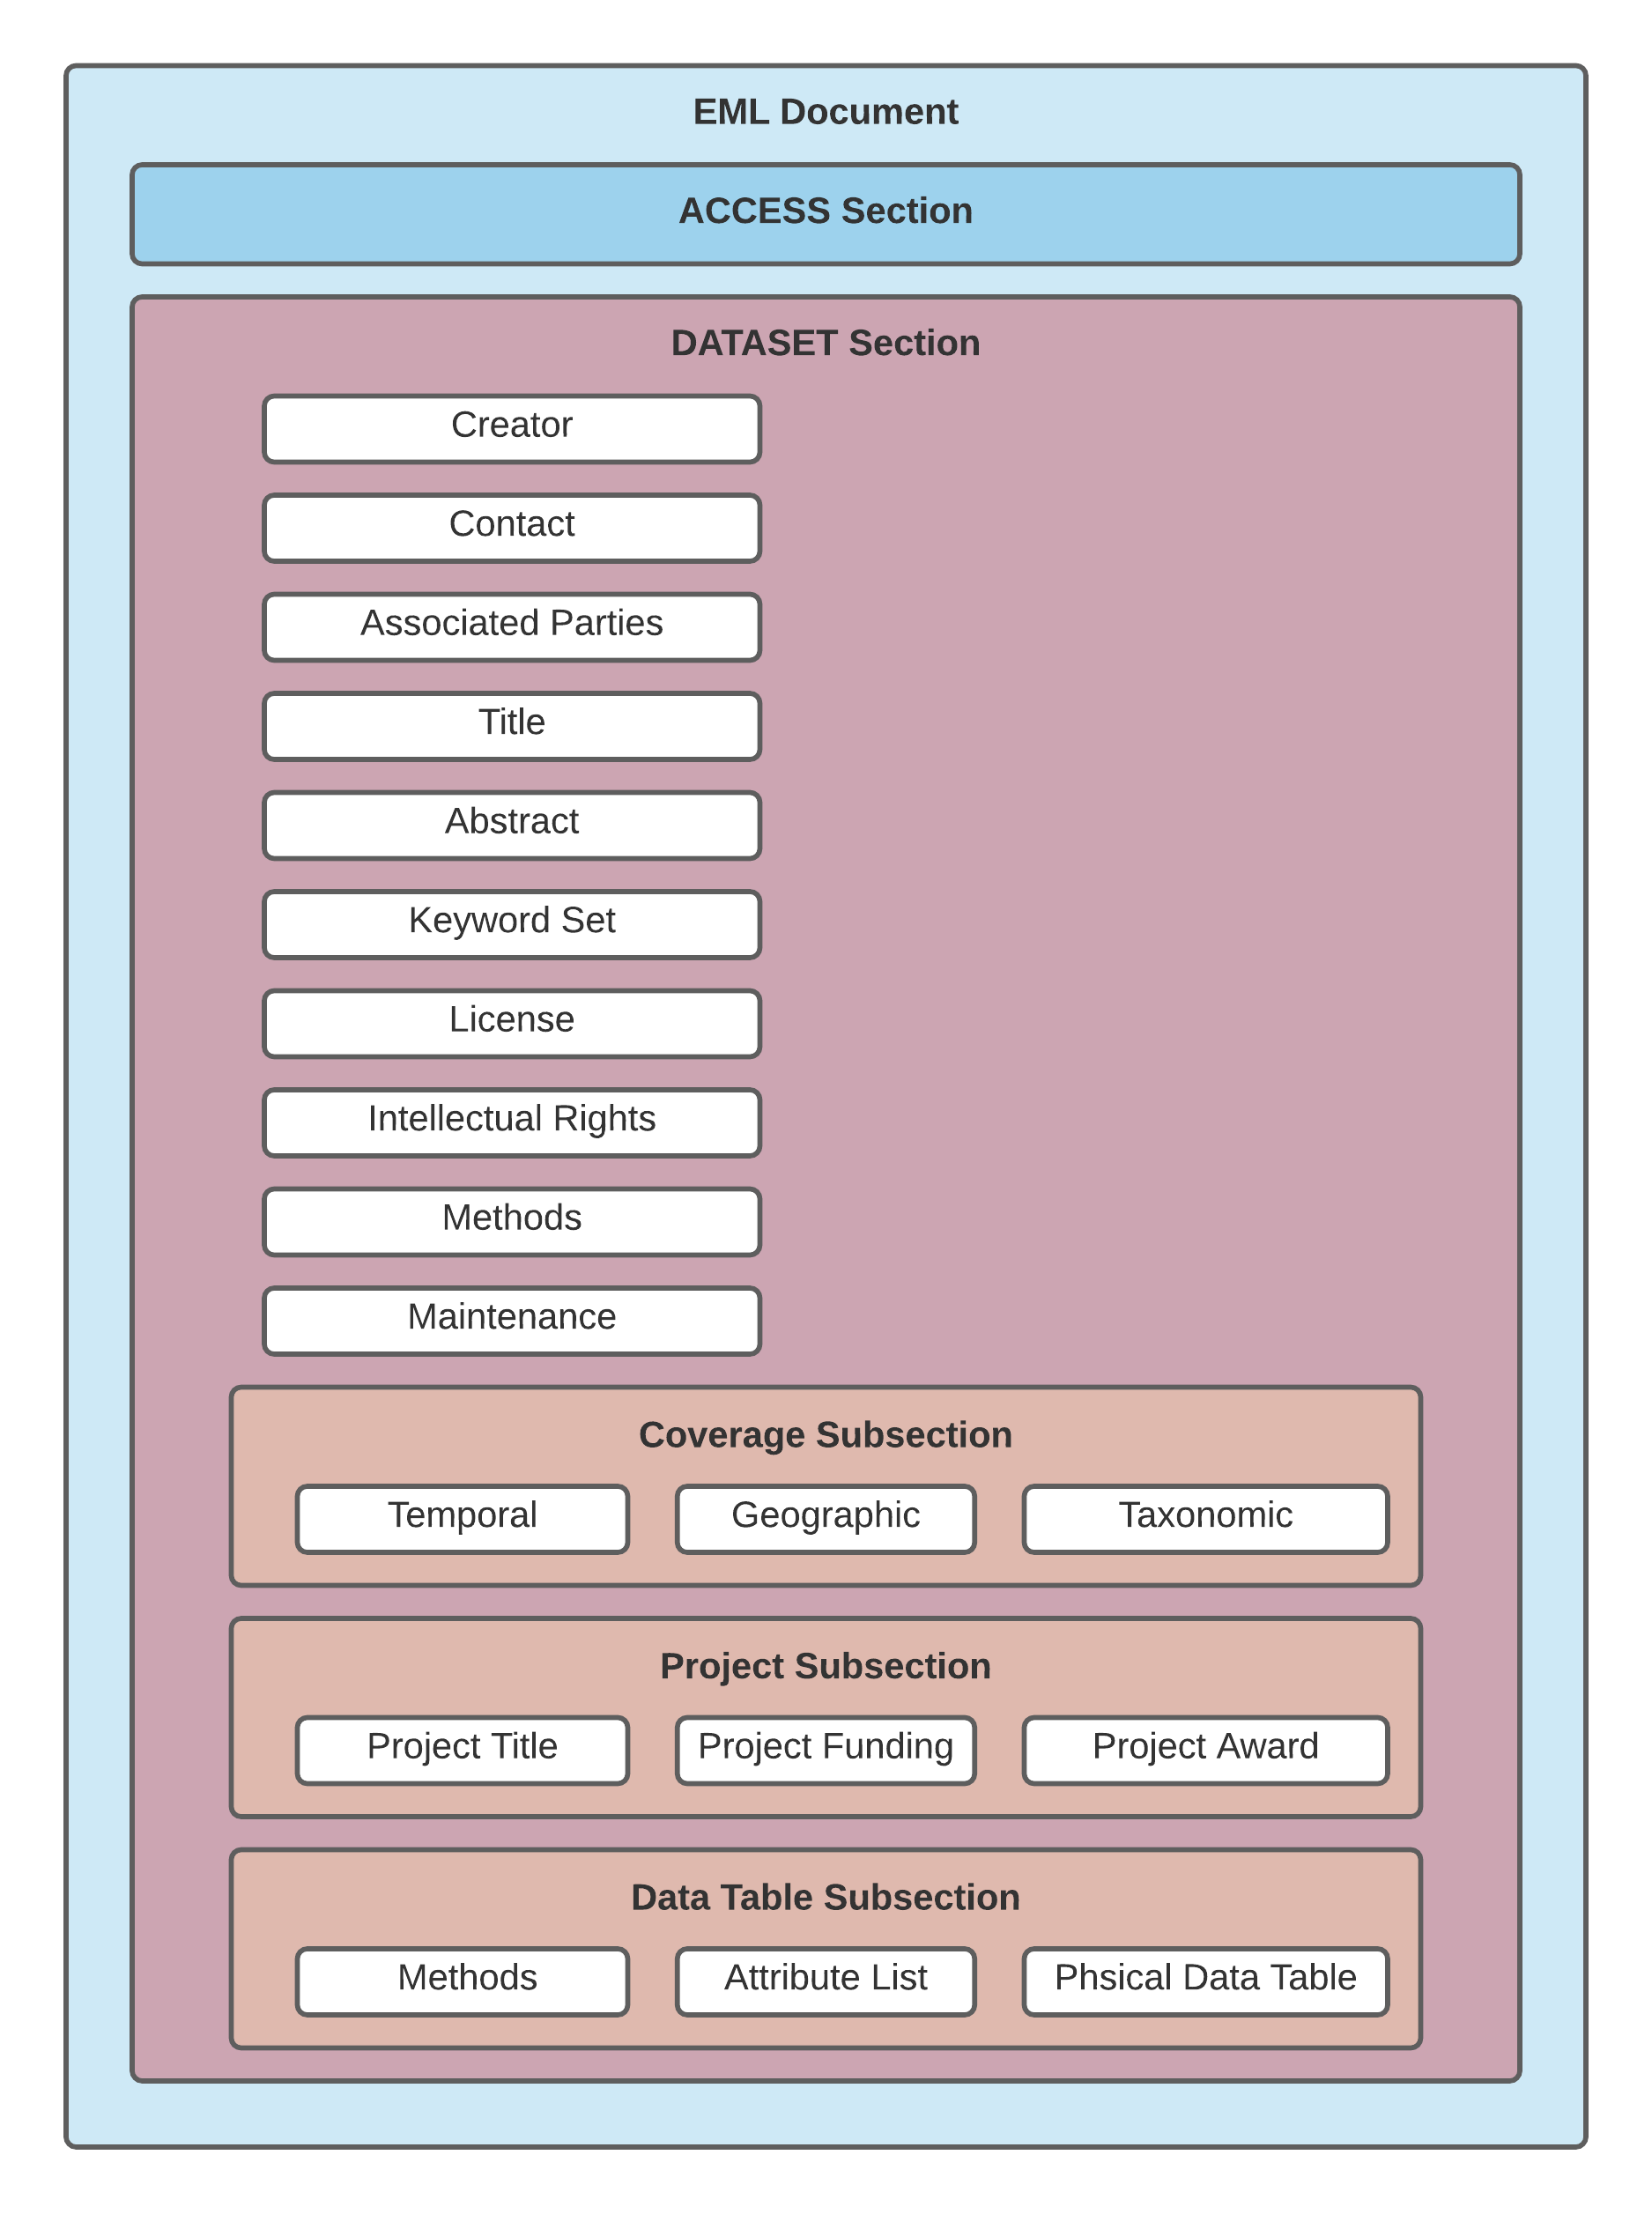 EML Document
ACCESS Section
DATASET Section
Creator
Contact
Associated Parties
Title
Abstract
Keyword Set
License
Intellectual Rights
Methods
Maintenance
Coverage Subsection
Temporal
Geographic
Taxonomic
Project Subsection
Project Title
Project Funding
Project Award
Data Table Subsection
Methods
Attribute List
Phsical Data Table